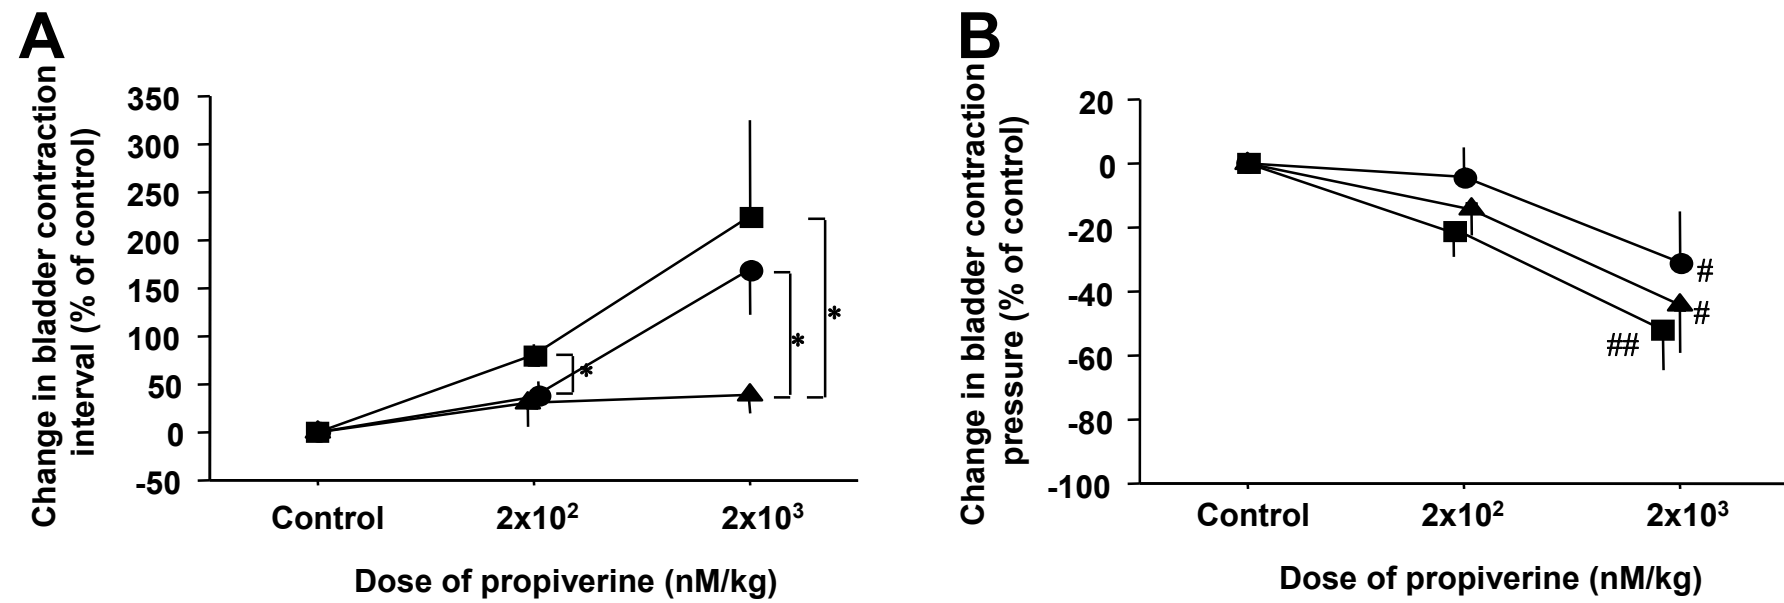 A
Change in bladder contraction
interval (% of control)
350
300
250
200
150
100
50
0
-50
*
*
*
Control 2x10² 2x10³
Dose of propiverine (nM/kg)
B
Change in bladder contraction
pressure (% of control)
20
0
-20
-40
-60
-80
-100
#
#
##
Control 2x10² 2x10³
Dose of propiverine (nM/kg)